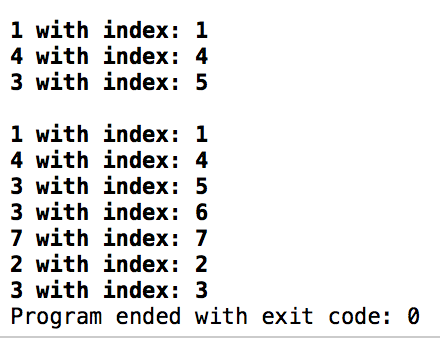 1 with index: 1
4 with index: 4
3 with index: 5
1 with index: 1
4 with index: 4
3 with index: 5
3 with index: 6
7 with index: 7
2 with index: 2
3 with index: 3
Program ended with exit code: 0